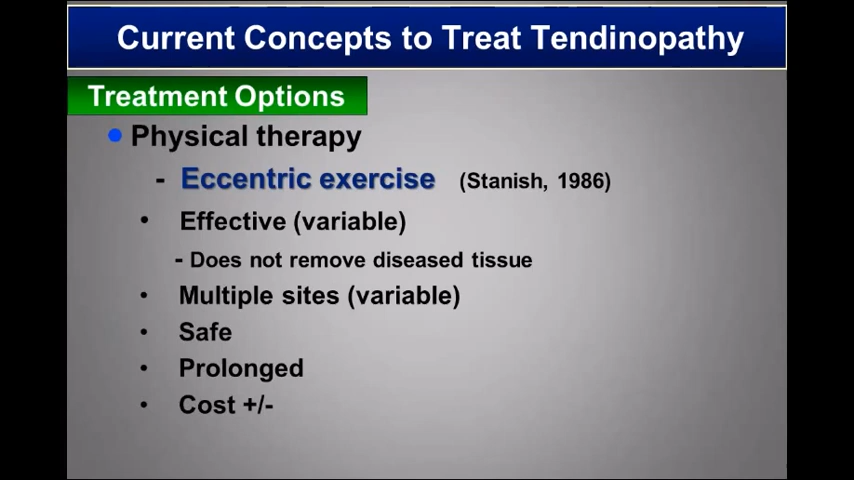 Current Concepts to Treat Tendinopathy
Treatment Options
● Physical therapy
- Eccentric exercise (Stanish, 1986)
• Effective (variable)
- Does not remove diseased tissue
• Multiple sites (variable)
• Safe
• Prolonged
• Cost +/-